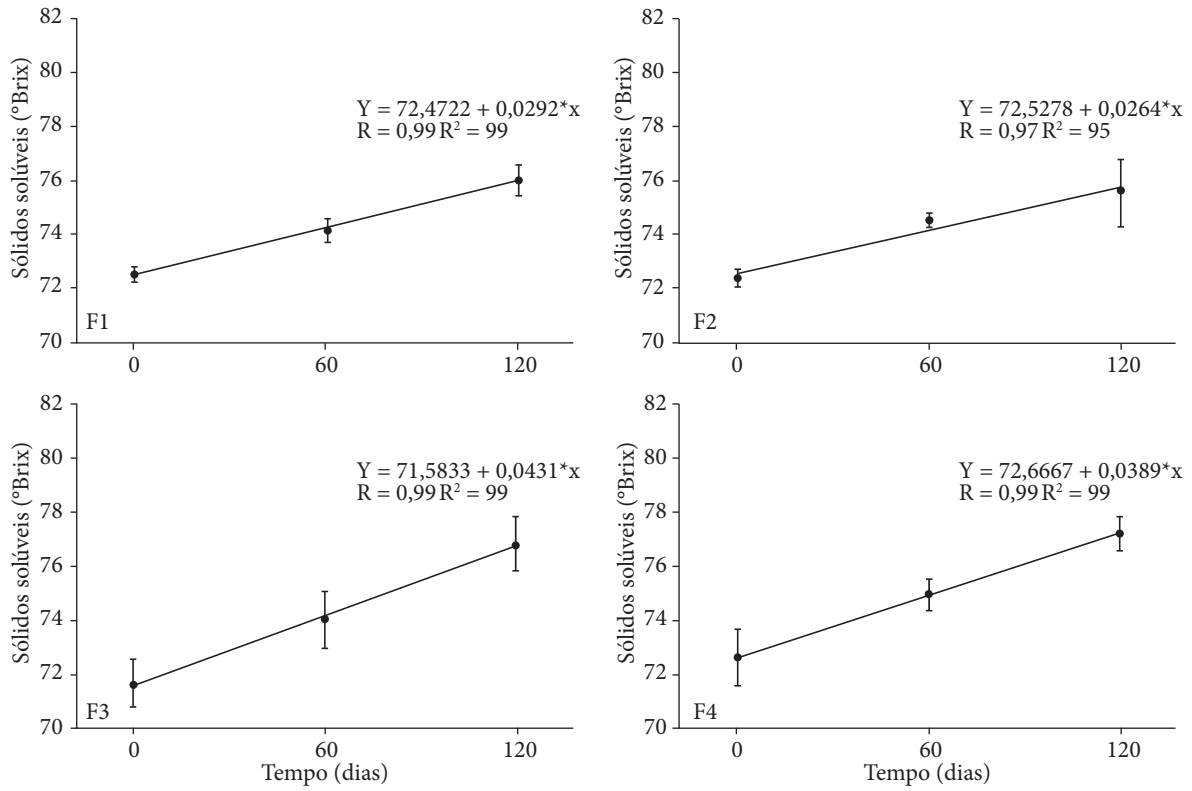 82
80
78
76
74
72
70
Sólidos solúveis (°Brix)
Y = 72,4722 + 0,0292*x
R = 0,99 R² = 99
F1
0 60 120
82
80
78
76
74
72
70
Sólidos solúveis (°Brix)
Y = 72,5278 + 0,0264*x
R = 0,97 R² = 95
F2
0 60 120
82
80
78
76
74
72
70
Sólidos solúveis (°Brix)
Y = 71,5833 + 0,0431*x
R = 0,99 R² = 99
F3
0 60 120
Tempo (dias)
82
80
78
76
74
72
70
Sólidos solúveis (°Brix)
Y = 72,6667 + 0,0389*x
R = 0,99 R² = 99
F4
0 60 120
Tempo (dias)